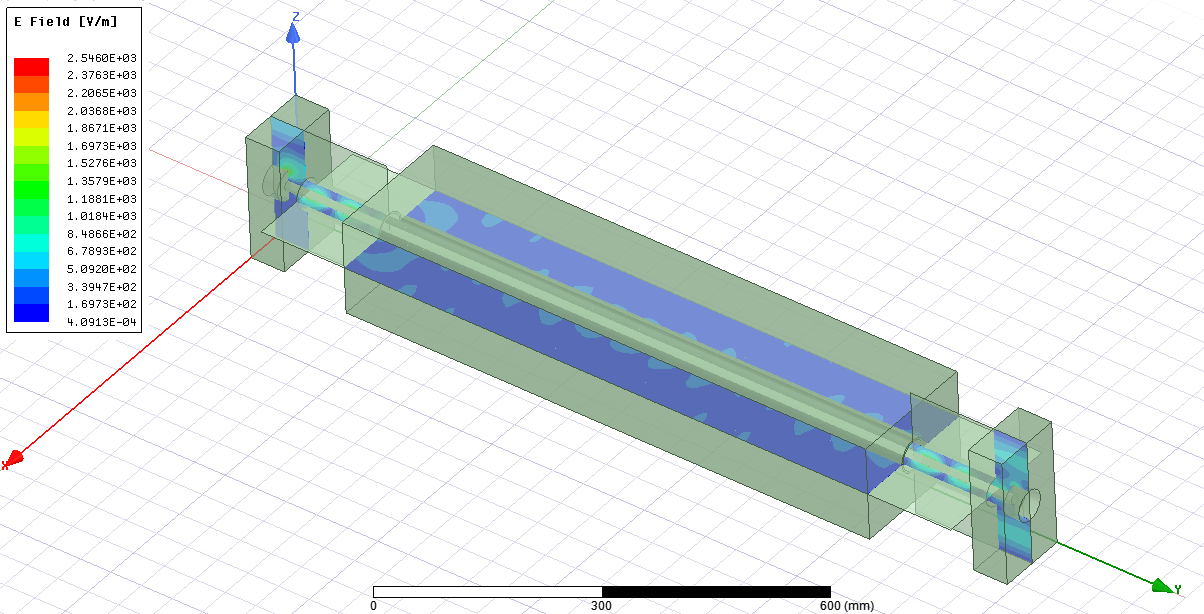 E Field [V/m]
2.5460E+03
2.3763E+03
2.2065E+03
2.0368E+03
1.8671E+03
1.6973E+03
1.5276E+03
1.3579E+03
1.1881E+03
1.0184E+03
8.4866E+02
6.7893E+02
5.0920E+02
3.3947E+02
1.6973E+02
4.0913E-04
Z
X
Y
0 300 600 (mm)